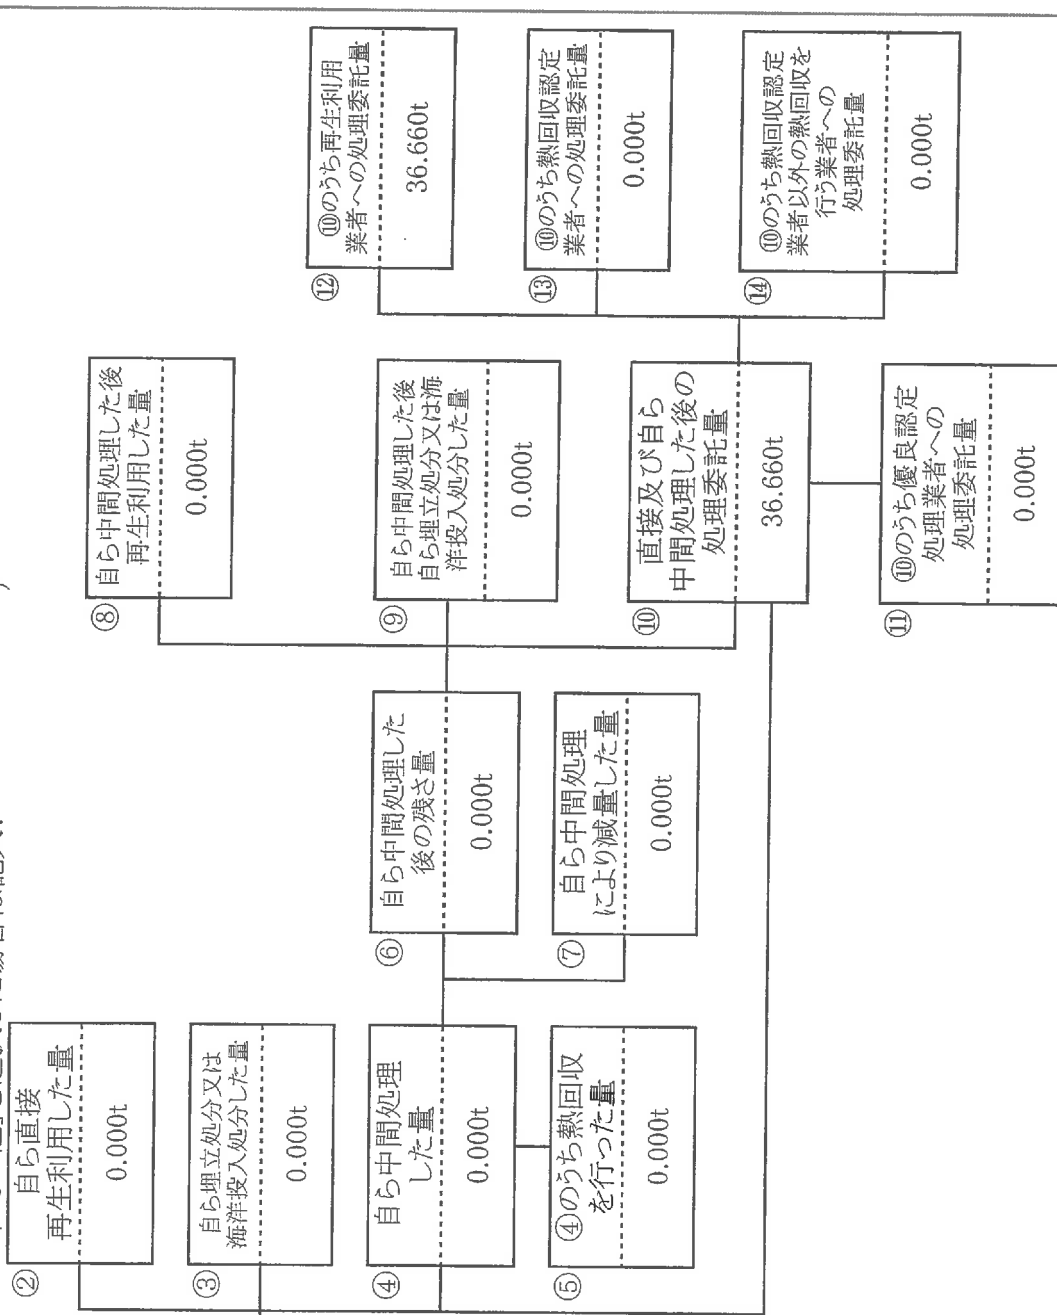 ②
自ら直接
再生利用した量
0.000t
③
自ら埋立処分又は
海洋投入処分した量
0.000t
④
自ら中間処理
した量
0.000t
⑤
④のうち熱回収
を行った量
0.000t
⑥
自ら中間処理した
後の残さ量
0.000t
⑦
自ら中間処理
により減量した量
0.000t
⑧
自ら中間処理した後
再生利用した量
0.000t
⑨
自ら中間処理した後
自ら埋立処分又は海
洋投入処分した量
0.000t
⑩
直接及び自ら
中間処理した後の
処理委託量
36.660t
⑪
⑩のうち優良認定
処理業者への
処理委託量
0.000t
⑫
⑩のうち再生利用
業者への処理委託量
36.660t
⑬
⑩のうち熱回収認定
業者への処理委託量
0.000t
⑭
⑩のうち熱回収認定
業者以外の熱回収を
行う業者への
処理委託量
0.000t